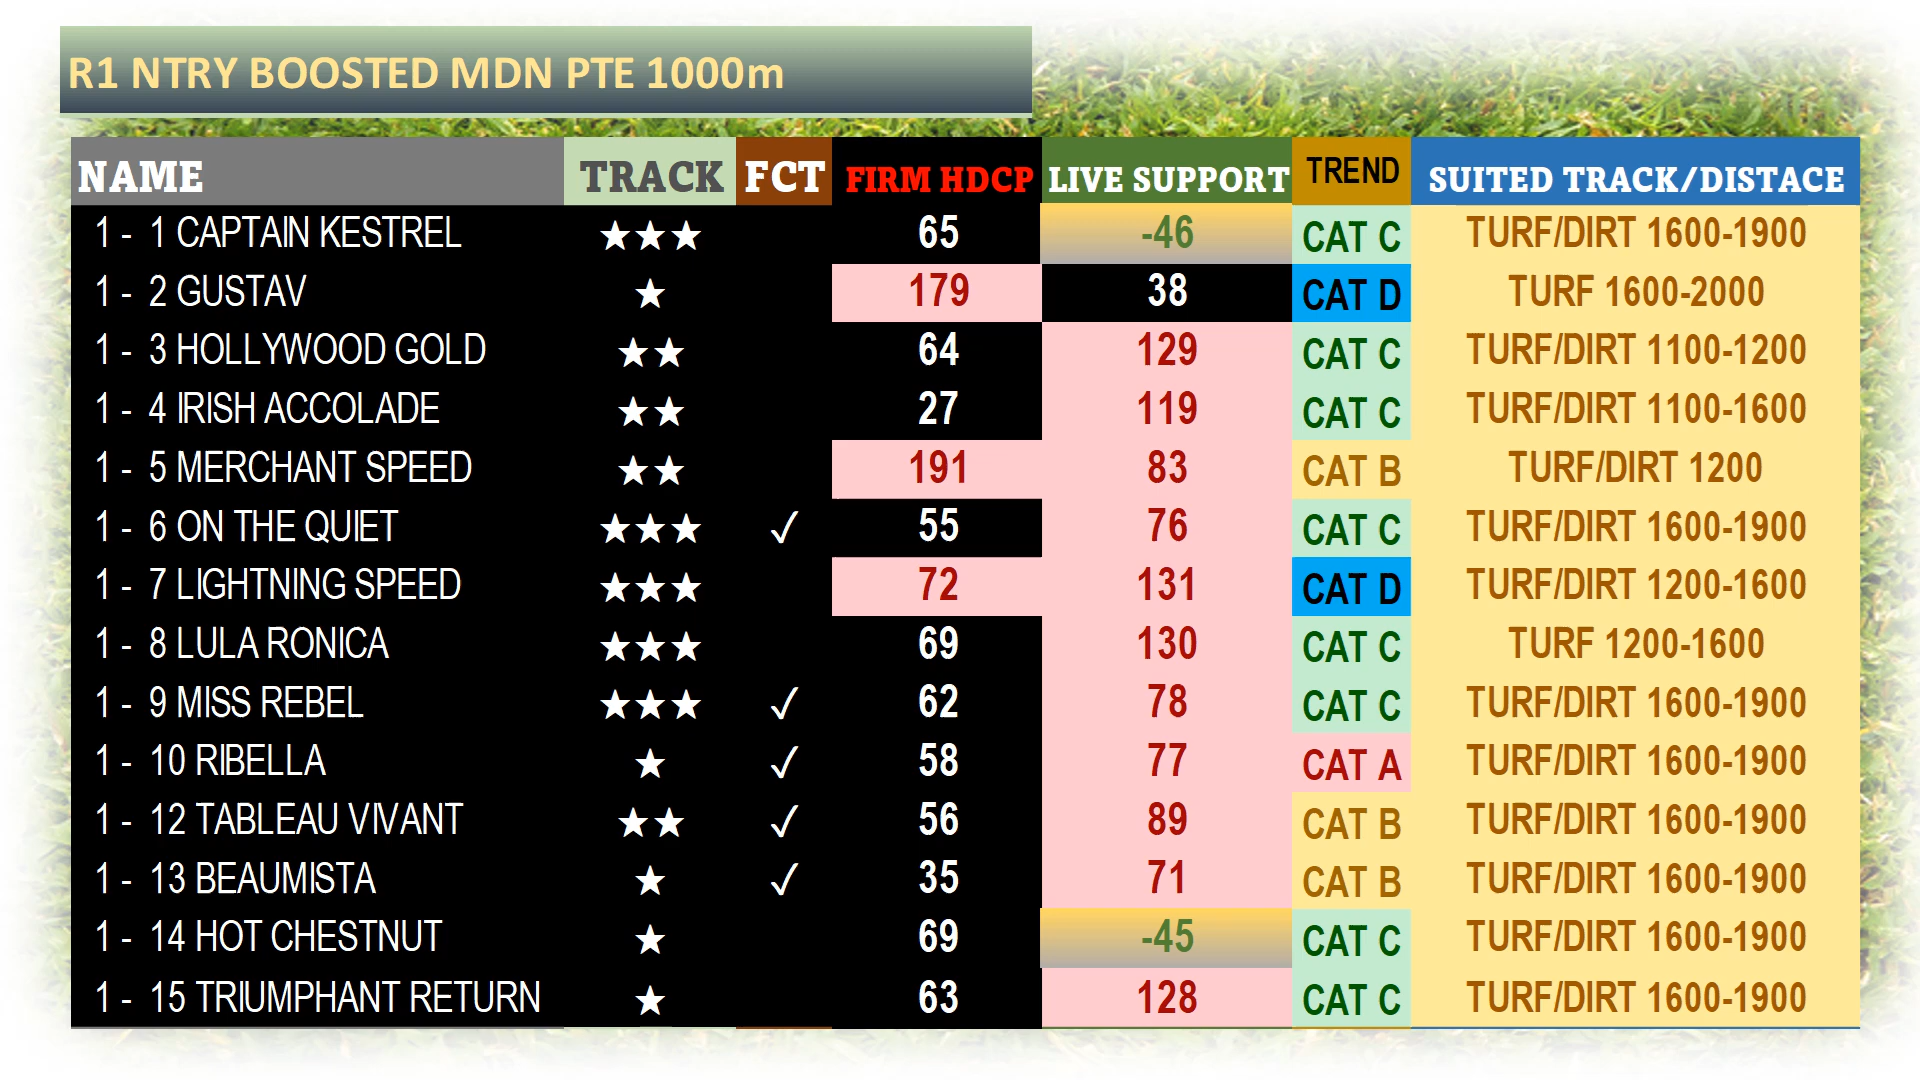 R1 NTRY BOOSTED MDN PTE 1000m
NAME TRACK FCT FIRM HDCP LIVE SUPPORT TREND SUITED TRACK/DISTACE
1 - 1 CAPTAIN KESTREL ★★★ 65 -46 CAT C TURF/DIRT 1600-1900
1 - 2 GUSTAV ★ 179 38 CAT D TURF 1600-2000
1 - 3 HOLLYWOOD GOLD ★★ 64 129 CAT C TURF/DIRT 1100-1200
1 - 4 IRISH ACCOLADE ★★ 27 119 CAT C TURF/DIRT 1100-1600
1 - 5 MERCHANT SPEED ★★ 191 83 CAT B TURF/DIRT 1200
1 - 6 ON THE QUIET ★★★ ✓ 55 76 CAT C TURF/DIRT 1600-1900
1 - 7 LIGHTNING SPEED ★★★ 72 131 CAT D TURF/DIRT 1200-1600
1 - 8 LULA RONICA ★★★ 69 130 CAT C TURF 1200-1600
1 - 9 MISS REBEL ★★★ ✓ 62 78 CAT C TURF/DIRT 1600-1900
1 - 10 RIBELLA ★ ✓ 58 77 CAT A TURF/DIRT 1600-1900
1 - 12 TABLEAU VIVANT ★★ ✓ 56 89 CAT B TURF/DIRT 1600-1900
1 - 13 BEAUMISTA ★ ✓ 35 71 CAT B TURF/DIRT 1600-1900
1 - 14 HOT CHESTNUT ★ 69 -45 CAT C TURF/DIRT 1600-1900
1 - 15 TRIUMPHANT RETURN ★ 63 128 CAT C TURF/DIRT 1600-1900